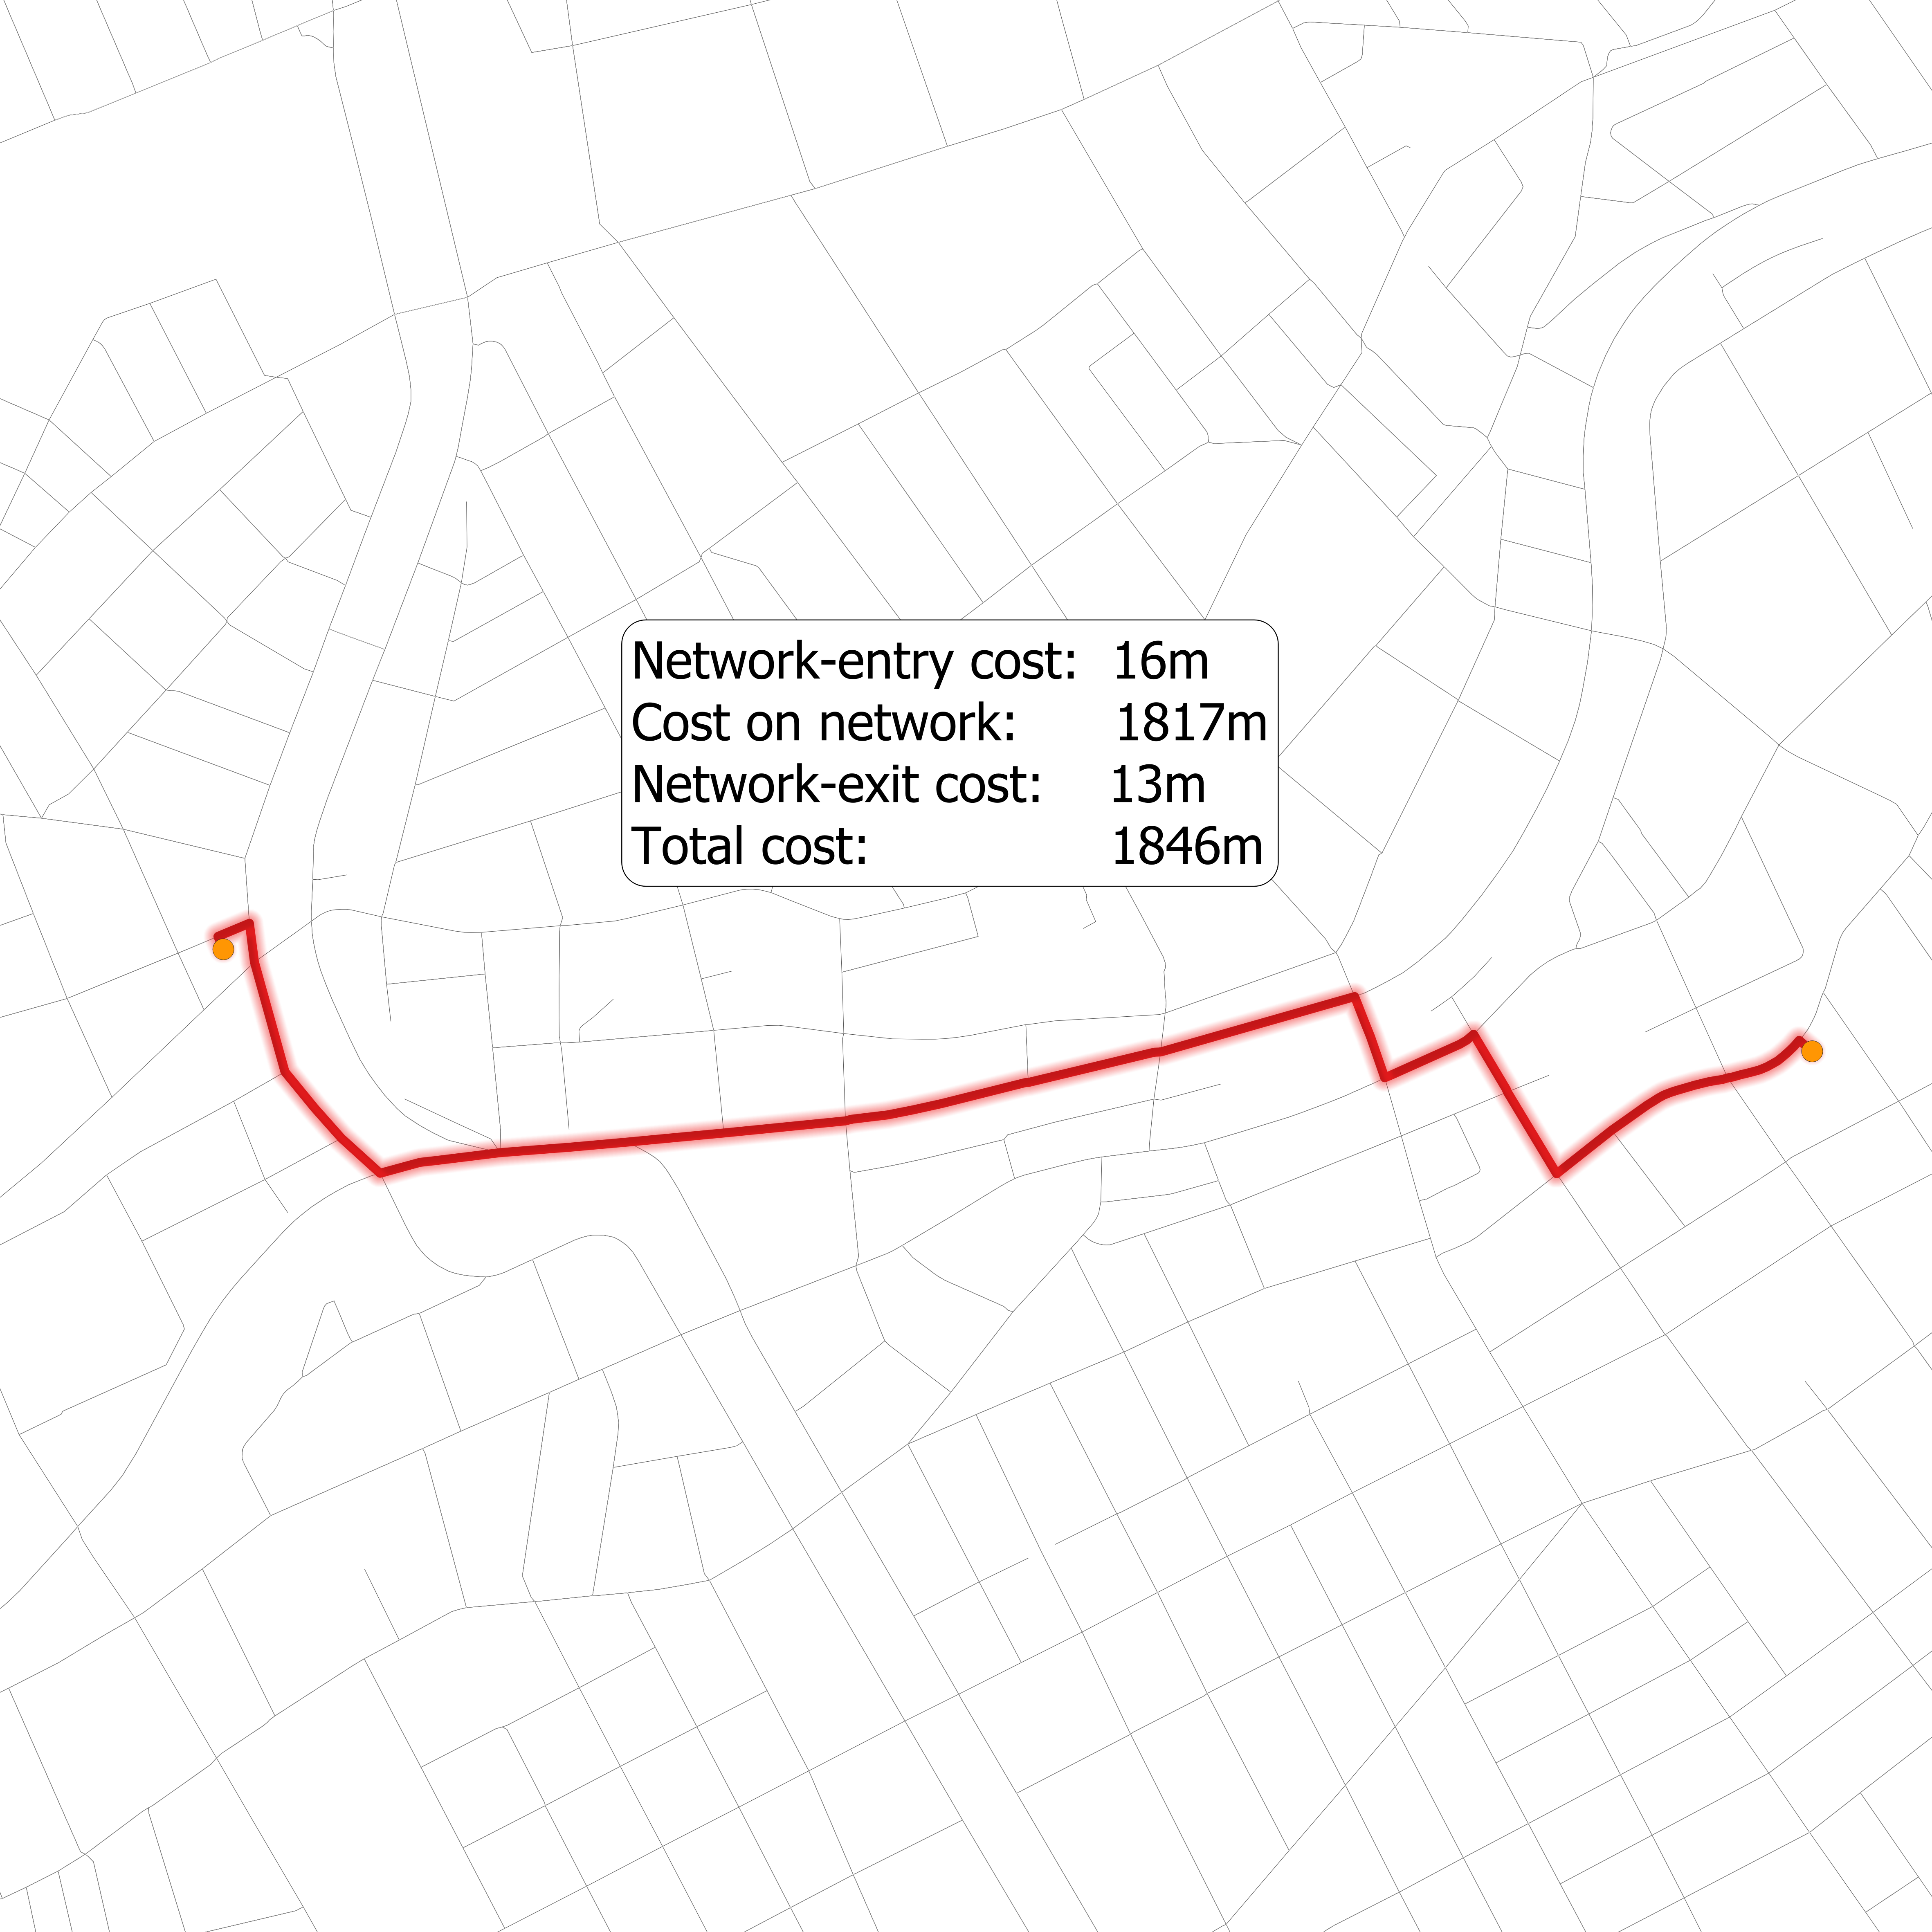 Network-entry cost: 16m
Cost on network: 1817m
Network-exit cost: 13m
Total cost: 1846m